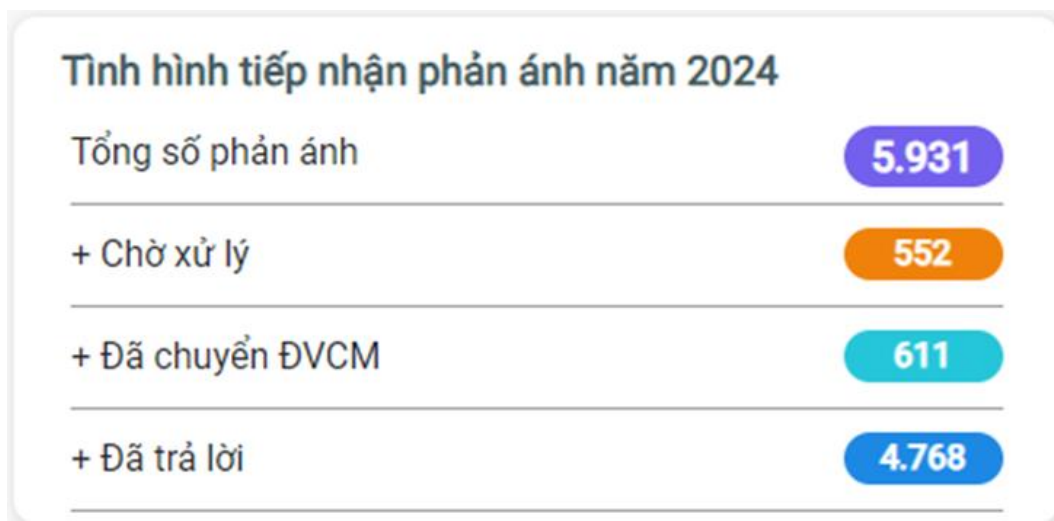 Tình hình tiếp nhận phản ánh năm 2024
Tổng số phản ánh 5.931
+ Chờ xử lý 552
+ Đã chuyển ĐVCM 611
+ Đã trả lời 4.768